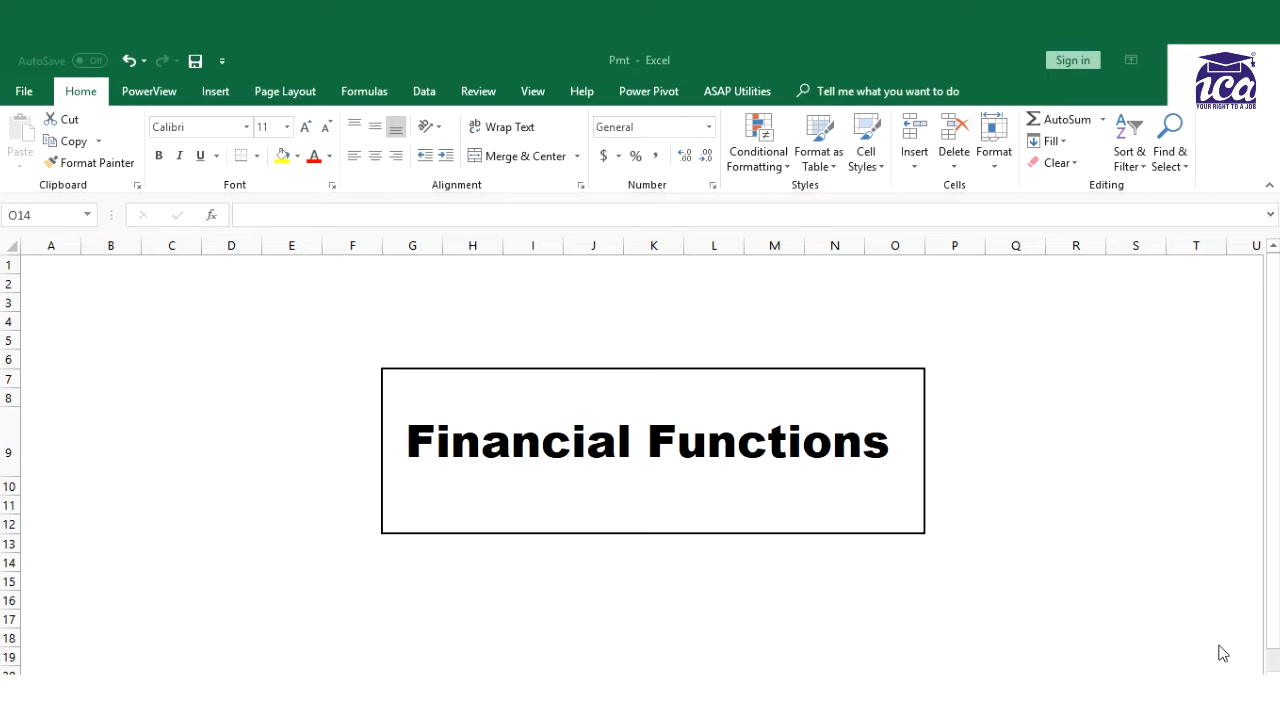 AutoSave Off
Pmt - Excel
Sign in
ica
YOUR RIGHT TO A JOB
File Home PowerView Insert Page Layout Formulas Data Review View Help Power Pivot ASAP Utilities Tell me what you want to do
Paste
Cut
Copy
Format Painter
Clipboard
Calibri 11 A A
B I U A
Font
Wrap Text
Merge & Center
Alignment
General
$ % , .00
Number
Conditional Formatting
Format as Table
Cell Styles
Styles
Insert Delete Format
Cells
AutoSum
Fill
Clear
Sort & Filter
Find & Select
Editing
O14
fx
A B C D E F G H I J K L M N O P Q R S T U
1
2
3
4
5
6
7
8
9
10
11
12
13
14
15
16
17
18
19
Financial Functions